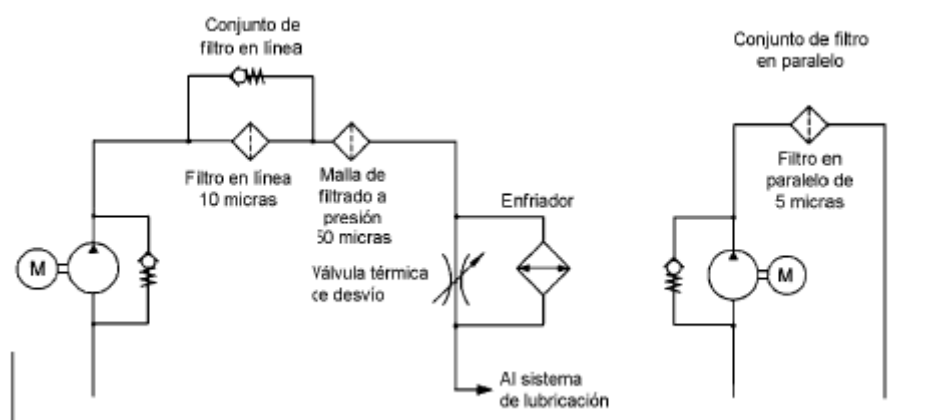 Conjunto de
filtro en línea
Filtro en línea
10 micras
Malla de
filtrado a
presión
50 micras
M
Válvula térmica
ce desvío
Enfriador
Al sistema
de lubricación
Conjunto de filtro
en paralelo
Filtro en
paralelo de
5 micras
M